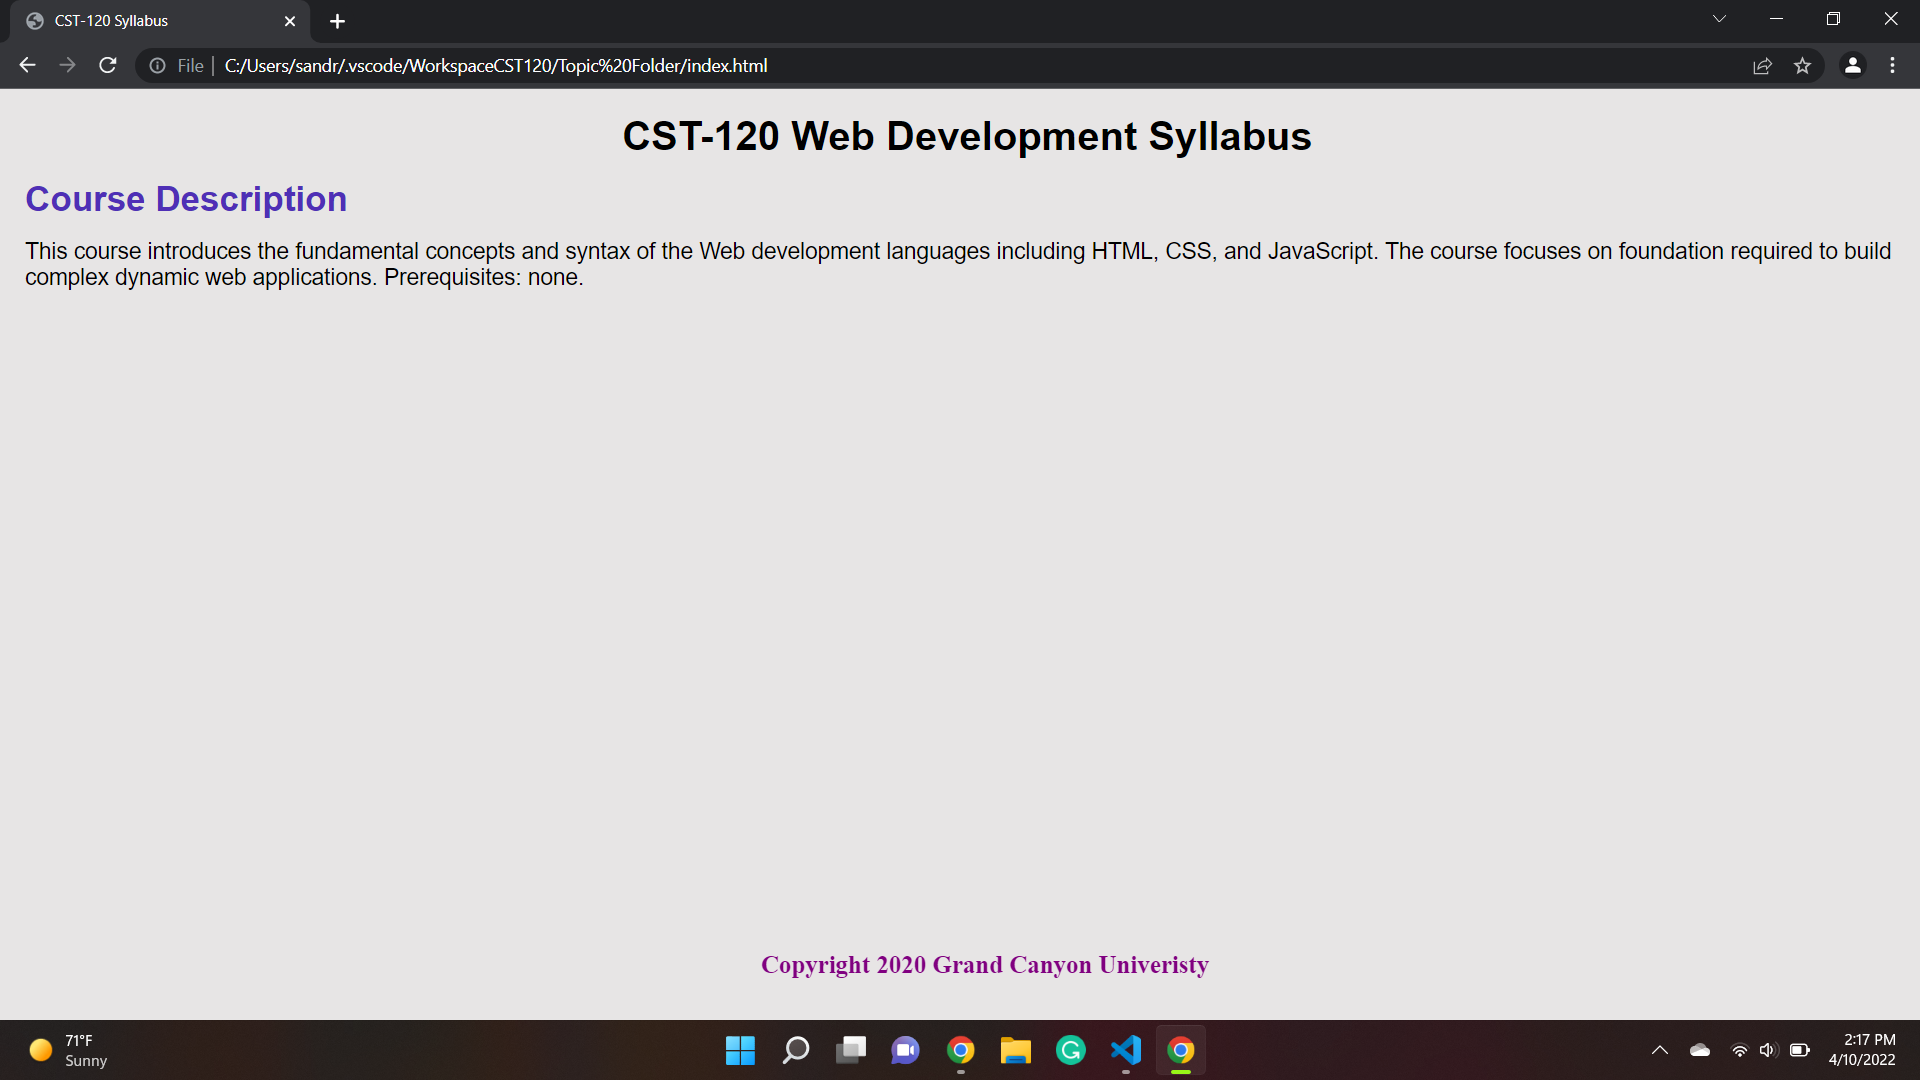 CST-120 Syllabus
File
C:/Users/sandr/.vscode/WorkspaceCST120/Topic%20Folder/index.html
CST-120 Web Development Syllabus
Course Description
This course introduces the fundamental concepts and syntax of the Web development languages including HTML, CSS, and JavaScript. The course focuses on foundation required to build
complex dynamic web applications. Prerequisites: none.
Copyright 2020 Grand Canyon Univeristy
71°F
Sunny
2:17 PM
4/10/2022